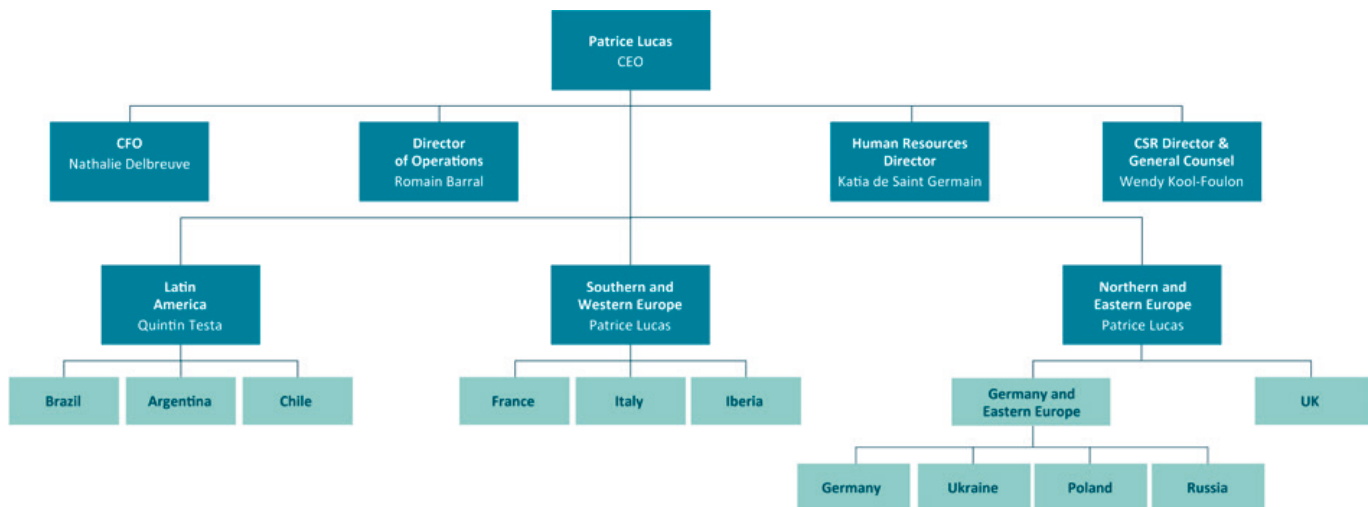 Patrice Lucas
CEO
CFO
Nathalie Delbreuve
Director
of Operations
Romain Barral
Human Resources
Director
Katia de Saint Germain
CSR Director &
General Counsel
Wendy Kool-Foulon
Latin
America
Quintin Testa
Southern and
Western Europe
Patrice Lucas
Northern and
Eastern Europe
Patrice Lucas
Brazil
Argentina
Chile
France
Italy
Iberia
Germany and
Eastern Europe
UK
Germany
Ukraine
Poland
Russia